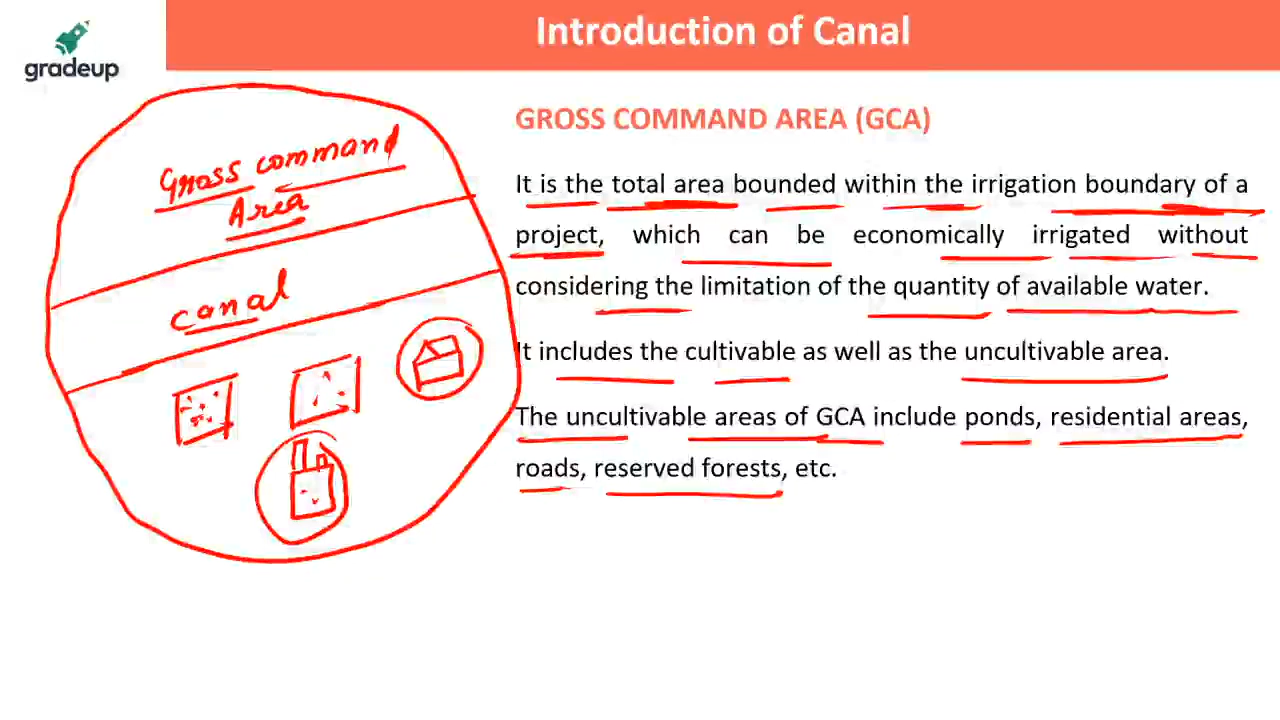 Introduction of Canal
gradeup
Gross command
Area
canal
GROSS COMMAND AREA (GCA)
It is the total area bounded within the irrigation boundary of a
project, which can be economically irrigated without
considering the limitation of the quantity of available water.
It includes the cultivable as well as the uncultivable area.
The uncultivable areas of GCA include ponds, residential areas,
roads, reserved forests, etc.